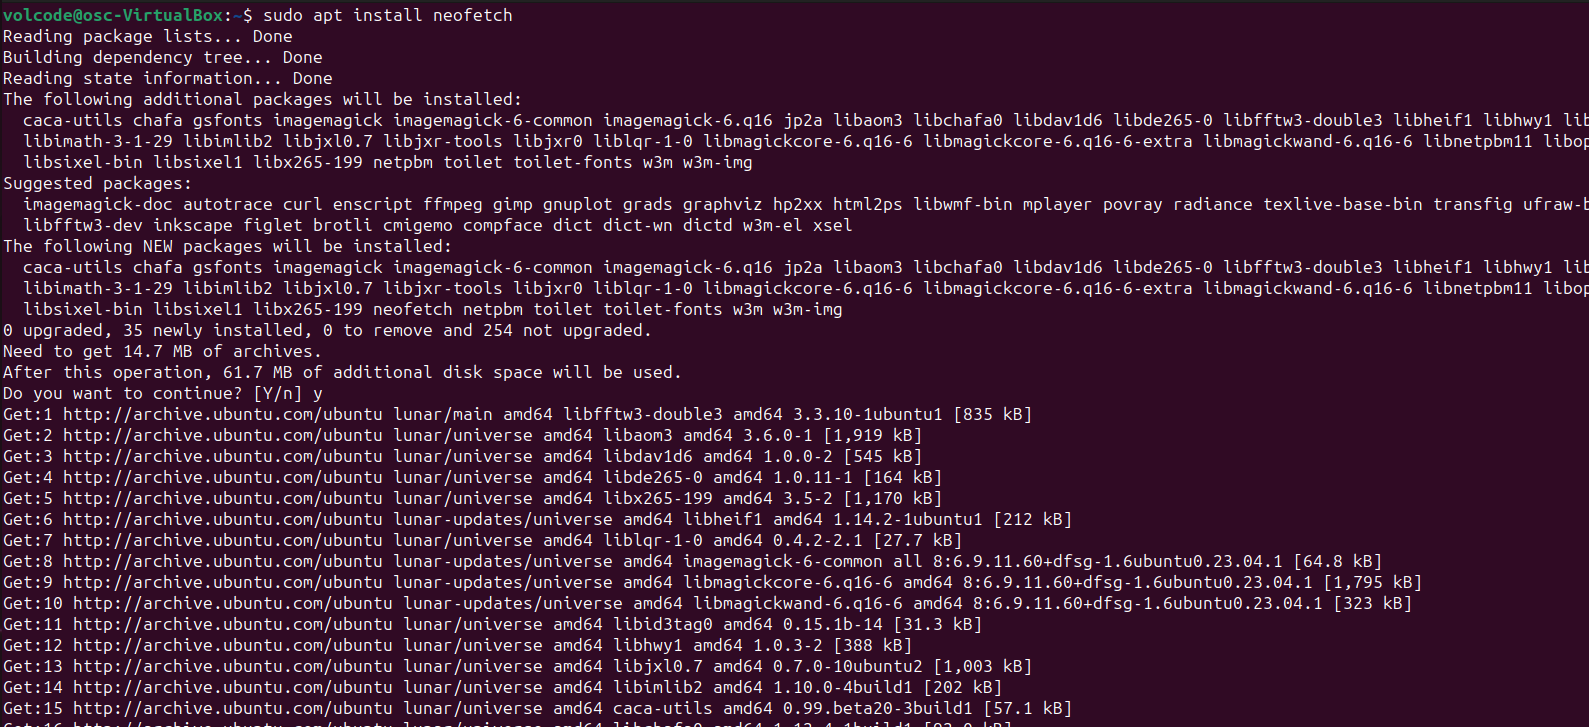 volcode@osc-VirtualBox:~$ sudo apt install neofetch
Reading package lists... Done
Building dependency tree... Done
Reading state information... Done
The following additional packages will be installed:
  caca-utils chafa gsfonts imagemagick imagemagick-6-common imagemagick-6.q16 jp2a libaom3 libchafa0 libdav1d6 libde265-0 libfftw3-double3 libheif1 libhwy1 lib
  libimath-3-1-29 libimlib2 libjxl0.7 libjxr-tools libjxr0 liblqr-1-0 libmagickcore-6.q16-6 libmagickcore-6.q16-6-extra libmagickwand-6.q16-6 libnetpbm11 libop
  libsixel-bin libsixel1 libx265-199 netpbm toilet toilet-fonts w3m w3m-img
Suggested packages:
  imagemagick-doc autotrace curl enscript ffmpeg gimp gnuplot grads graphviz hp2xx html2ps libwmf-bin mplayer povray radiance texlive-base-bin transfig ufraw-b
  libfftw3-dev inkscape figlet brotli cmigemo compface dict dict-wn dictd w3m-el xsel
The following NEW packages will be installed:
  caca-utils chafa gsfonts imagemagick imagemagick-6-common imagemagick-6.q16 jp2a libaom3 libchafa0 libdav1d6 libde265-0 libfftw3-double3 libheif1 libhwy1 lib
  libimath-3-1-29 libimlib2 libjxl0.7 libjxr-tools libjxr0 liblqr-1-0 libmagickcore-6.q16-6 libmagickcore-6.q16-6-extra libmagickwand-6.q16-6 libnetpbm11 libop
  libsixel-bin libsixel1 libx265-199 neofetch netpbm toilet toilet-fonts w3m w3m-img
0 upgraded, 35 newly installed, 0 to remove and 254 not upgraded.
Need to get 14.7 MB of archives.
After this operation, 61.7 MB of additional disk space will be used.
Do you want to continue? [Y/n] y
Get:1 http://archive.ubuntu.com/ubuntu lunar/main amd64 libfftw3-double3 amd64 3.3.10-1ubuntu1 [835 kB]
Get:2 http://archive.ubuntu.com/ubuntu lunar/universe amd64 libaom3 amd64 3.6.0-1 [1,919 kB]
Get:3 http://archive.ubuntu.com/ubuntu lunar/universe amd64 libdav1d6 amd64 1.0.0-2 [545 kB]
Get:4 http://archive.ubuntu.com/ubuntu lunar/universe amd64 libde265-0 amd64 1.0.11-1 [164 kB]
Get:5 http://archive.ubuntu.com/ubuntu lunar/universe amd64 libx265-199 amd64 3.5-2 [1,170 kB]
Get:6 http://archive.ubuntu.com/ubuntu lunar-updates/universe amd64 libheif1 amd64 1.14.2-1ubuntu1 [212 kB]
Get:7 http://archive.ubuntu.com/ubuntu lunar/universe amd64 liblqr-1-0 amd64 0.4.2-2.1 [27.7 kB]
Get:8 http://archive.ubuntu.com/ubuntu lunar-updates/universe amd64 imagemagick-6-common all 8:6.9.11.60+dfsg-1.6ubuntu0.23.04.1 [64.8 kB]
Get:9 http://archive.ubuntu.com/ubuntu lunar-updates/universe amd64 libmagickcore-6.q16-6 amd64 8:6.9.11.60+dfsg-1.6ubuntu0.23.04.1 [1,795 kB]
Get:10 http://archive.ubuntu.com/ubuntu lunar-updates/universe amd64 libmagickwand-6.q16-6 amd64 8:6.9.11.60+dfsg-1.6ubuntu0.23.04.1 [323 kB]
Get:11 http://archive.ubuntu.com/ubuntu lunar/universe amd64 libid3tag0 amd64 0.15.1b-14 [31.3 kB]
Get:12 http://archive.ubuntu.com/ubuntu lunar/universe amd64 libhwy1 amd64 1.0.3-2 [388 kB]
Get:13 http://archive.ubuntu.com/ubuntu lunar/universe amd64 libjxl0.7 amd64 0.7.0-10ubuntu2 [1,003 kB]
Get:14 http://archive.ubuntu.com/ubuntu lunar/universe amd64 libimlib2 amd64 1.10.0-4build1 [202 kB]
Get:15 http://archive.ubuntu.com/ubuntu lunar/universe amd64 caca-utils amd64 0.99.beta20-3build1 [57.1 kB]